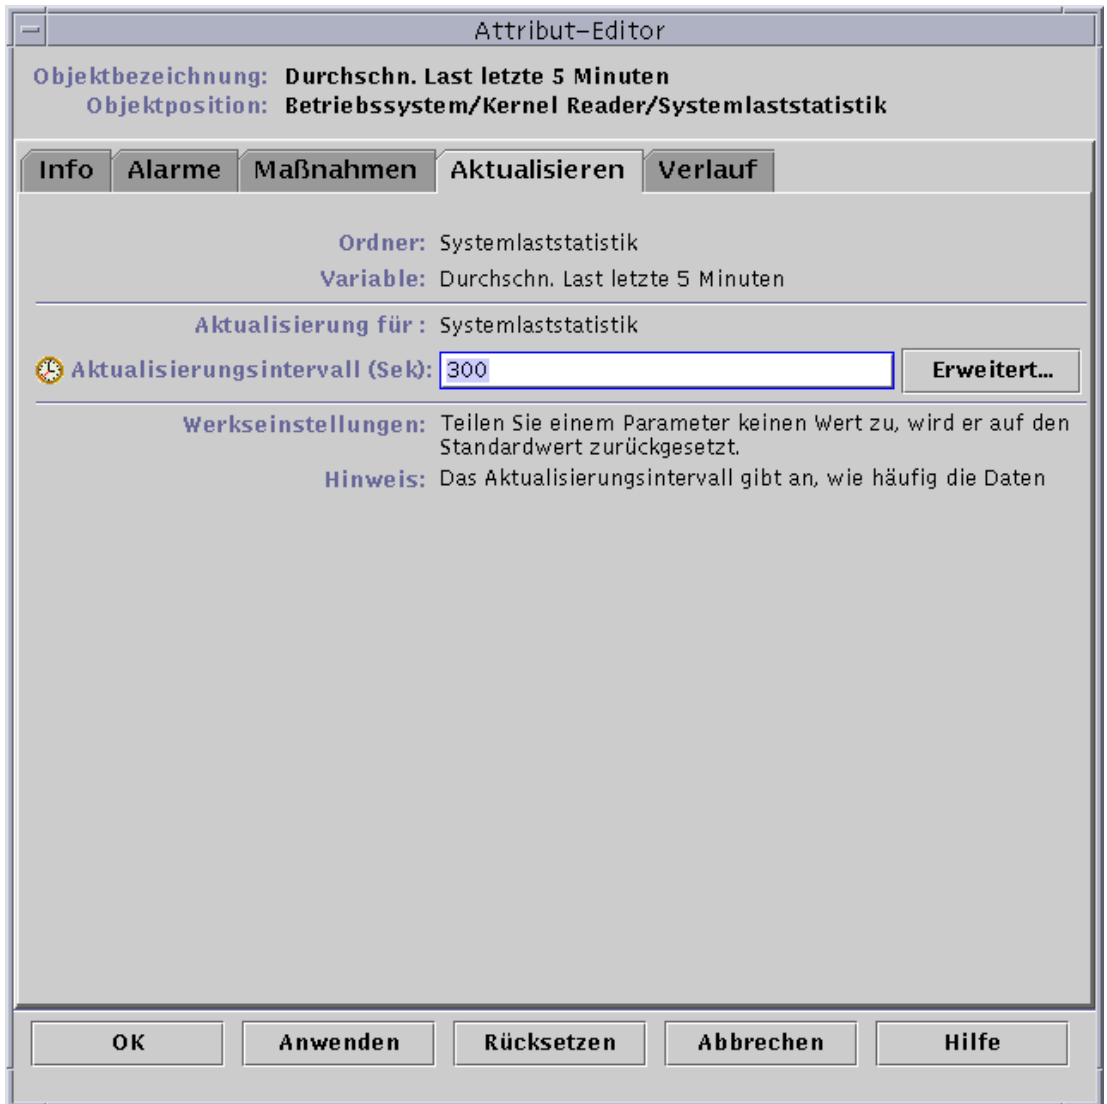 Attribut-Editor
Objektbezeichnung: Durchschn. Last letzte 5 Minuten
Objektposition: Betriebssystem/Kernel Reader/Systemlaststatistik
Info Alarme Maßnahmen Aktualisieren Verlauf
Ordner: Systemlaststatistik
Variable: Durchschn. Last letzte 5 Minuten
Aktualisierung für : Systemlaststatistik
Aktualisierungsintervall (Sek): 300 Erweitert...
Werkseinstellungen: Teilen Sie einem Parameter keinen Wert zu, wird er auf den
Standardwert zurückgesetzt.
Hinweis: Das Aktualisierungsintervall gibt an, wie häufig die Daten
OK Anwenden Rücksetzen Abbrechen Hilfe